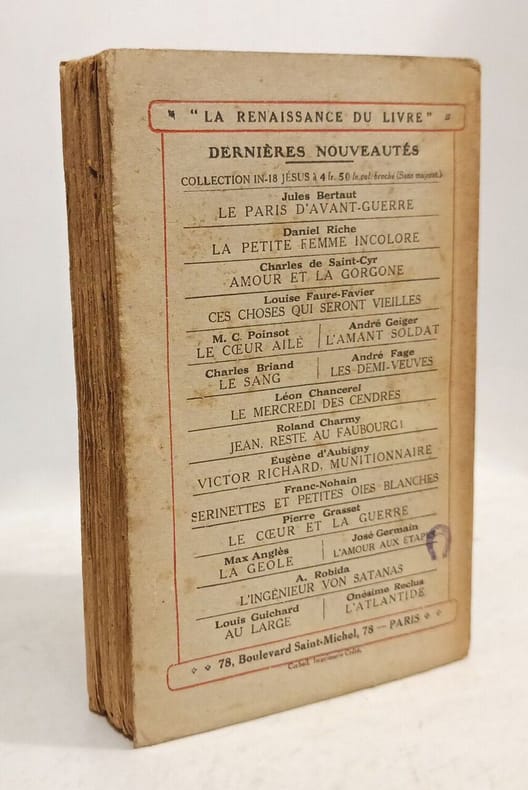 "LA RENAISSANCE DU LIVRE"
DERNIÈRES NOUVEAUTÉS
COLLECTION IN-18 JÉSUS à 4 fr. 50 le vol. broché (Sans majorat.)
Jules Bertaut
LE PARIS D'AVANT-GUERRE
Daniel Riche
LA PETITE FEMME INCOLORE
Charles de Saint-Cyr
AMOUR ET LA GORGONE
Louise Faure-Favier
CES CHOSES QUI SERONT VIEILLES
M. C. Poinsot
LE CŒUR AILÉ
André Geiger
L'AMANT SOLDAT
Charles Briand
LE SANG
André Fage
LES DEMI-VEUVES
Léon Chancerel
LE MERCREDI DES CENDRES
Roland Charmy
JEAN, RESTE AU FAUBOURG!
Eugène d'Aubigny
VICTOR RICHARD, MUNITIONNAIRE
Franc-Nohain
SERINETTES ET PETITES OIES BLANCHES
Pierre Grasset
LE CŒUR ET LA GUERRE
Max Anglès
LA GEOLE
José Germain
L'AMOUR AUX
A. Robida
L'INGÉNIEUR VON SATANAS
Louis Guichard
AU LARGE
Onésime Reclus
L'ATLANTIDE
78, Boulevard Saint-Michel, 78 — PARIS
Imprimerie